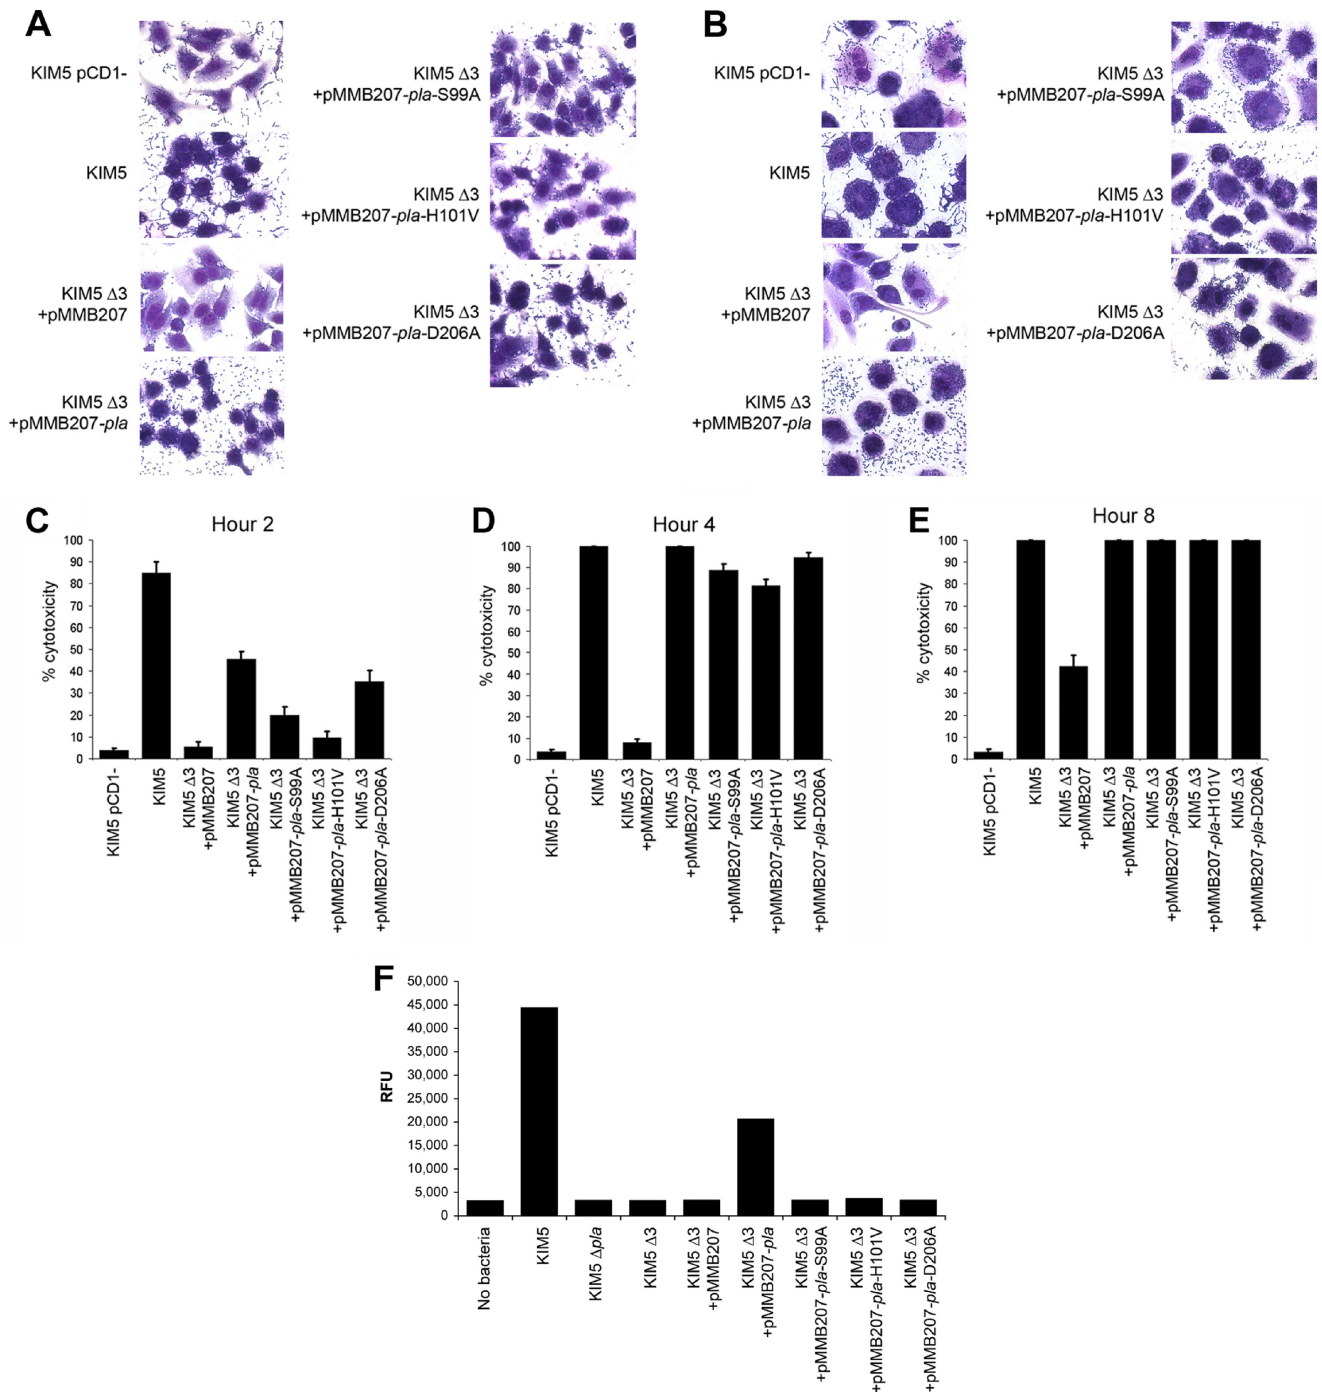 A
KIM5 pCD1-
KIM5
KIM5 Δ3
+pMMB207
KIM5 Δ3
+pMMB207-pla
KIM5 Δ3
+pMMB207-pla-S99A
KIM5 Δ3
+pMMB207-pla-H101V
KIM5 Δ3
+pMMB207-pla-D206A
B
KIM5 pCD1-
KIM5
KIM5 Δ3
+pMMB207
KIM5 Δ3
+pMMB207-pla
KIM5 Δ3
+pMMB207-pla-S99A
KIM5 Δ3
+pMMB207-pla-H101V
KIM5 Δ3
+pMMB207-pla-D206A
C
Hour 2
% cytotoxicity
100
90
80
70
60
50
40
30
20
10
0
KIM5 pCD1-
KIM5
KIM5 Δ3
+pMMB207
KIM5 Δ3
+pMMB207-pla
KIM5 Δ3
+pMMB207-pla-S99A
KIM5 Δ3
+pMMB207-pla-H101V
KIM5 Δ3
+pMMB207-pla-D206A
D
Hour 4
% cytotoxicity
100
90
80
70
60
50
40
30
20
10
0
KIM5 pCD1-
KIM5
KIM5 Δ3
+pMMB207
KIM5 Δ3
+pMMB207-pla
KIM5 Δ3
+pMMB207-pla-S99A
KIM5 Δ3
+pMMB207-pla-H101V
KIM5 Δ3
+pMMB207-pla-D206A
E
Hour 8
% cytotoxicity
100
90
80
70
60
50
40
30
20
10
0
KIM5 pCD1-
KIM5
KIM5 Δ3
+pMMB207
KIM5 Δ3
+pMMB207-pla
KIM5 Δ3
+pMMB207-pla-S99A
KIM5 Δ3
+pMMB207-pla-H101V
KIM5 Δ3
+pMMB207-pla-D206A
F
RFU
50,000
45,000
40,000
35,000
30,000
25,000
20,000
15,000
10,000
5,000
0
No bacteria
KIM5
KIM5 Δpla
KIM5 Δ3
KIM5 Δ3
+pMMB207
KIM5 Δ3
+pMMB207-pla
KIM5 Δ3
+pMMB207-pla-S99A
KIM5 Δ3
+pMMB207-pla-H101V
KIM5 Δ3
+pMMB207-pla-D206A